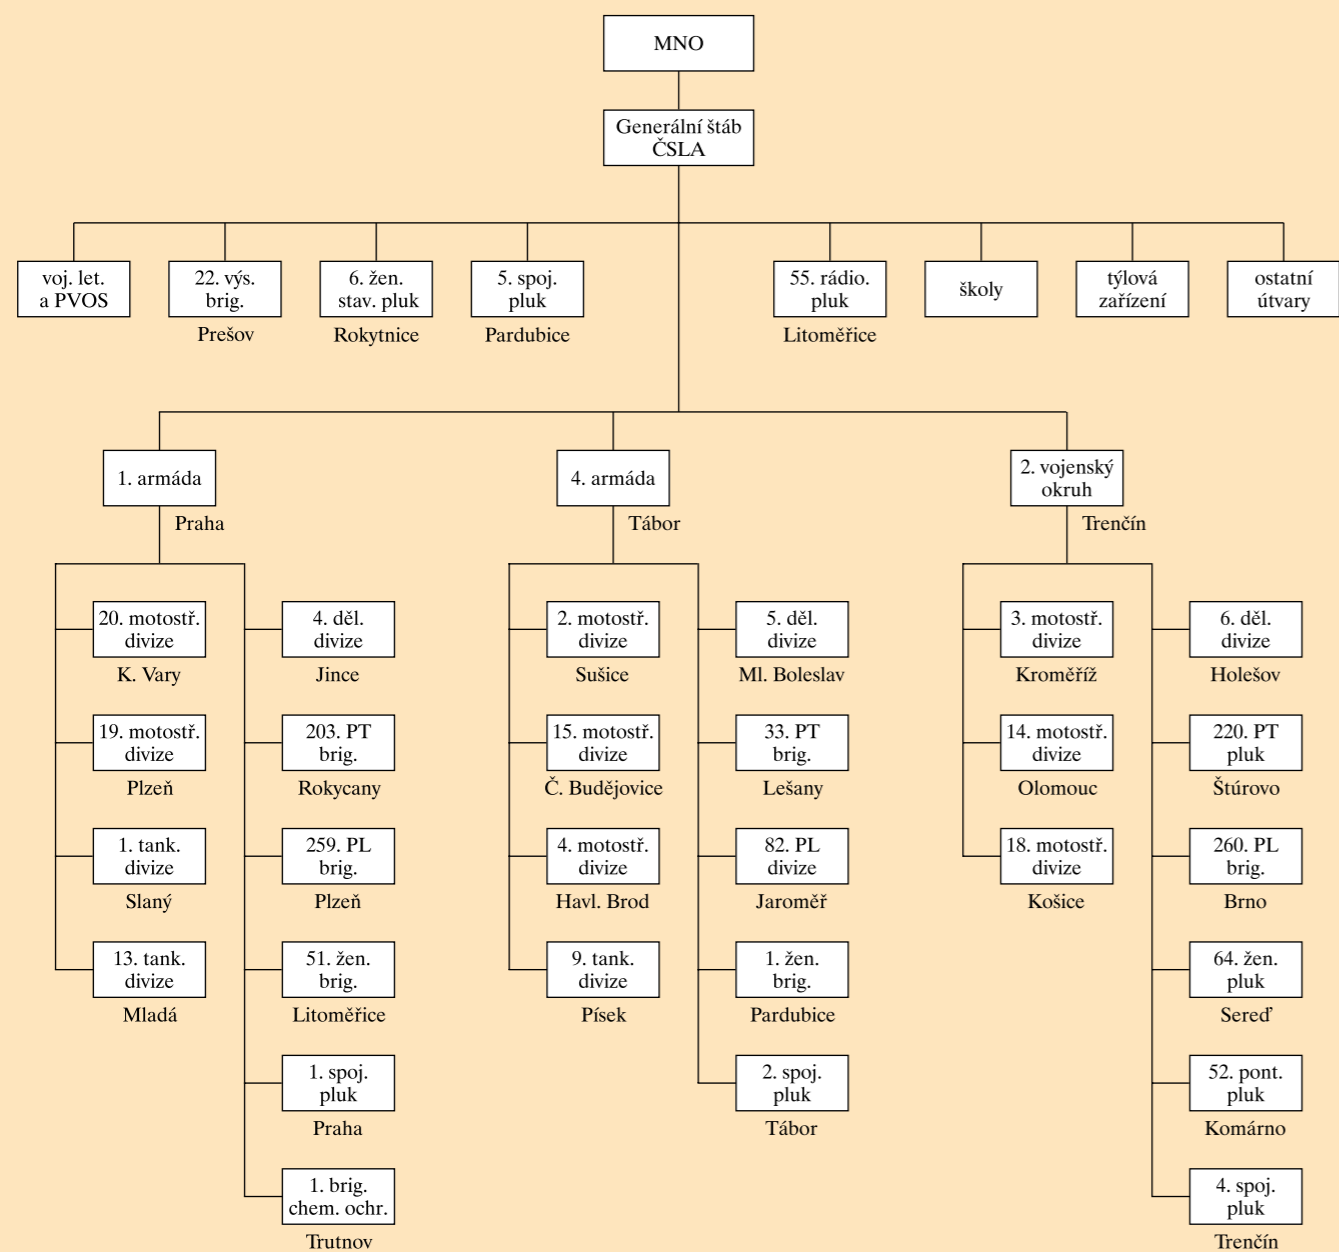 MNO
Generální štáb
ČSLA
voj. let.
a PVOS
22. výs.
brig.
Prešov
6. žen.
stav. pluk
Rokytnice
5. spoj.
pluk
Pardubice
55. rádio.
pluk
Litoměřice
školy
týlová
zařízení
ostatní
útvary
1. armáda
Praha
20. motostř.
divize
K. Vary
19. motostř.
divize
Plzeň
1. tank.
divize
Slaný
13. tank.
divize
Mladá
4. děl.
divize
Jince
203. PT
brig.
Rokycany
259. PL
brig.
Plzeň
51. žen.
brig.
Litoměřice
1. spoj.
pluk
Praha
1. brig.
chem. ochr.
Trutnov
4. armáda
Tábor
2. motostř.
divize
Sušice
15. motostř.
divize
Č. Budějovice
4. motostř.
divize
Havl. Brod
9. tank.
divize
Písek
5. děl.
divize
Ml. Boleslav
33. PT
brig.
Lešany
82. PL
divize
Jaroměř
1. žen.
brig.
Pardubice
2. spoj.
pluk
Tábor
2. vojenský
okruh
Trenčín
3. motostř.
divize
Kroměříž
14. motostř.
divize
Olomouc
18. motostř.
divize
Košice
6. děl.
divize
Holešov
220. PT
pluk
Štúrovo
260. PL
brig.
Brno
64. žen.
pluk
Sereď
52. pont.
pluk
Komárno
4. spoj.
pluk
Trenčín